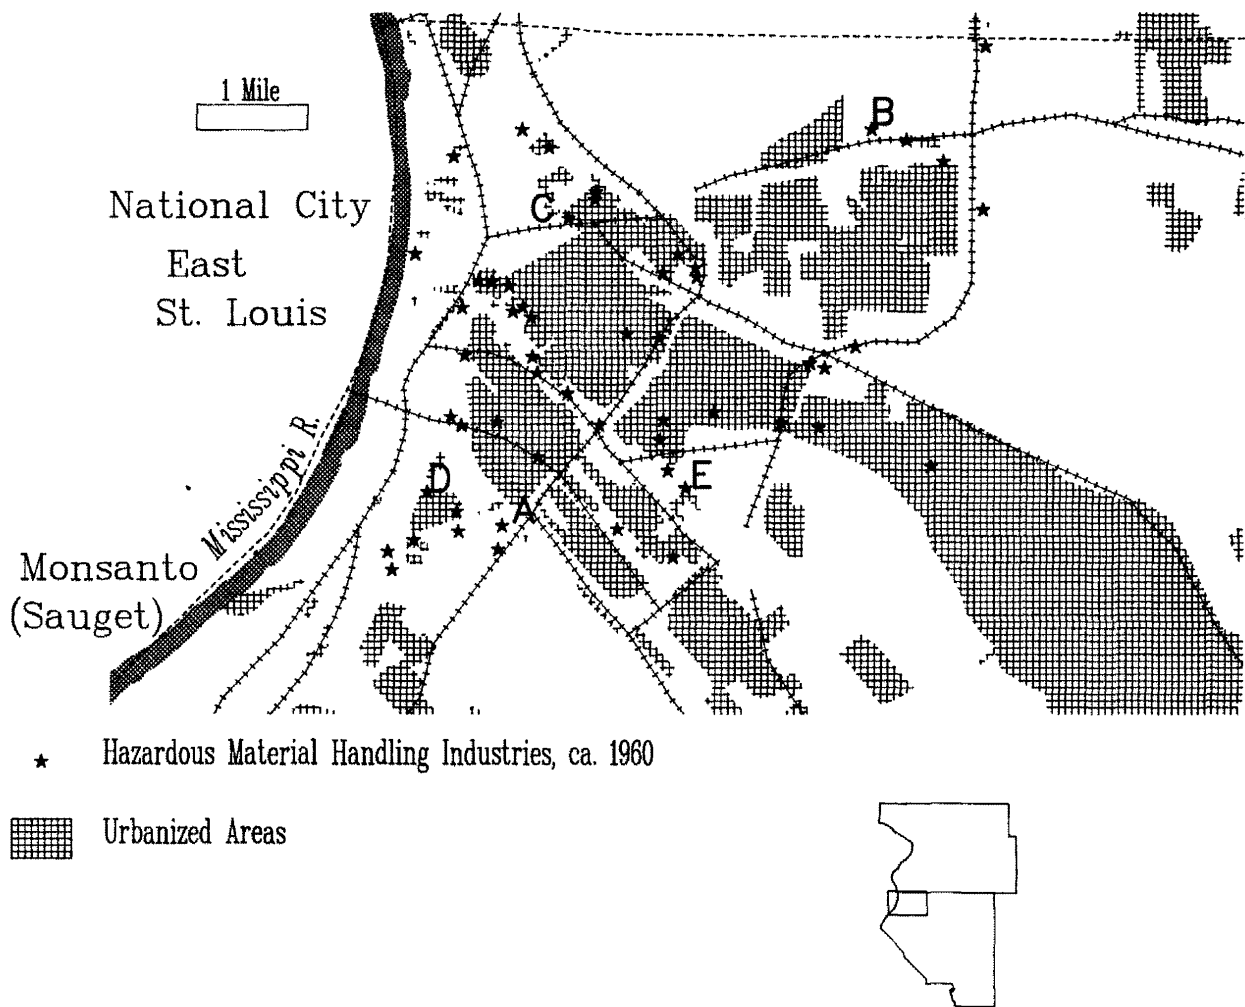 1 Mile
B
National City
C
East
St. Louis
Mississippi R.
D
E
A
Monsanto
(Sauget)
Hazardous Material Handling Industries, ca. 1960
Urbanized Areas